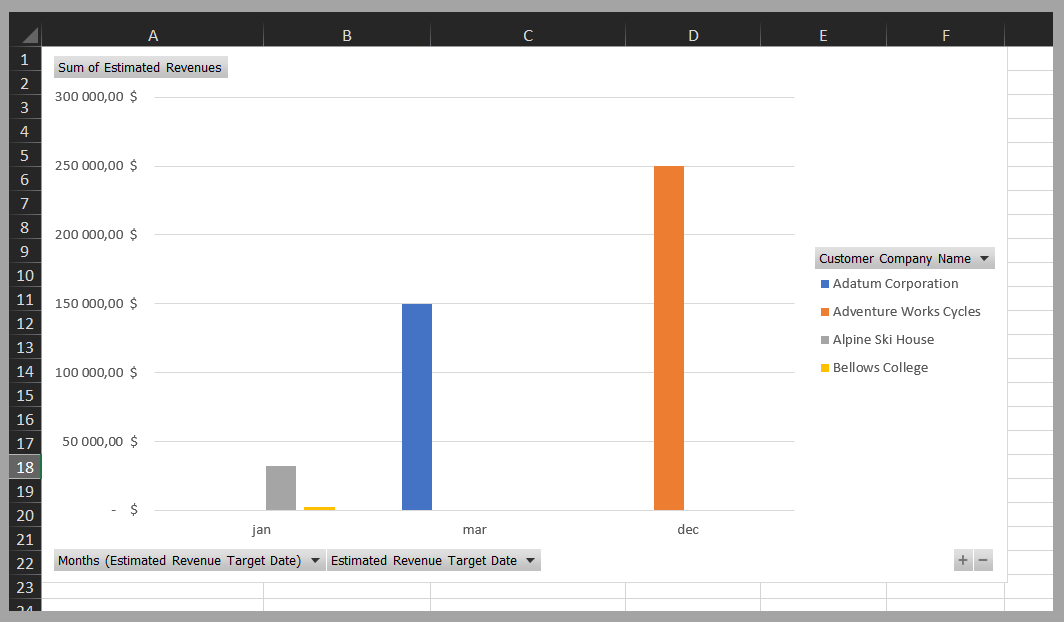 A B C D E F
1
Sum of Estimated Revenues
2
300 000,00 $
3
4
5
250 000,00 $
6
7
8
200 000,00 $
9
Customer Company Name
10
Adatum Corporation
11
150 000,00 $
Adventure Works Cycles
12
13
Alpine Ski House
14
100 000,00 $
Bellows College
15
16
17
50 000,00 $
18
19
20
- $
21
jan mar dec
22
Months (Estimated Revenue Target Date) Estimated Revenue Target Date + -
23
24